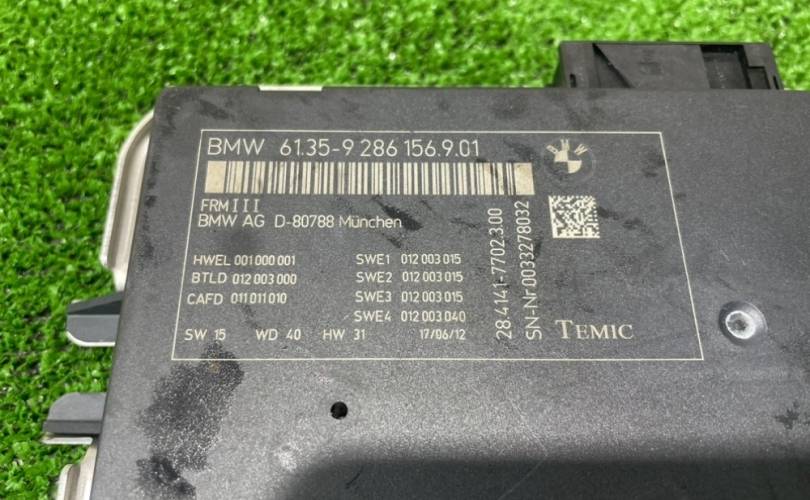 BMW 61.35-9 286 156.9.01
BMW
FRM III
BMW AG D-80788 München
HWEL 001 000 001 SWE1 012 003 015
BTLD 012 003 000 SWE2 012 003 015
CAFD 011 011 010 SWE3 012 003 015
SWE4 012 003 040
SW 15 WD 40 HW 31 17/06/12
28.4141-7702.3.00
SN-Nr 0033278032
TEMIC